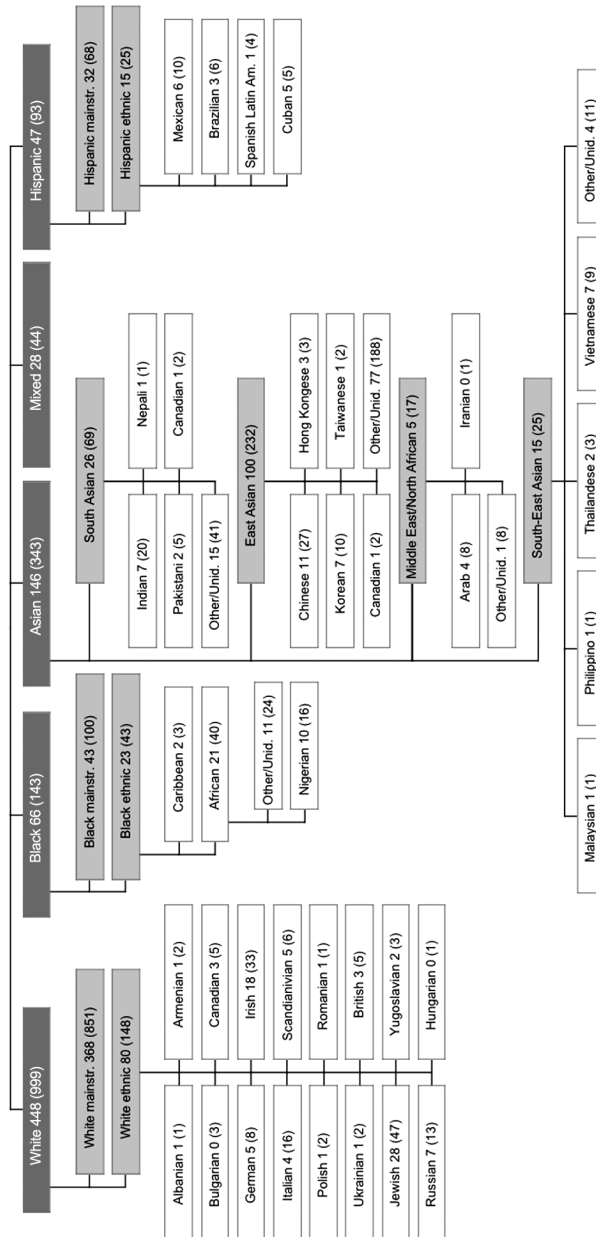 White 448 (999)
White mainstr. 368 (851)
White ethnic 80 (148)
Albanian 1 (1)
Armenian 1 (2)
Bulgarian 0 (3)
Canadian 3 (5)
German 5 (8)
Irish 18 (33)
Italian 4 (16)
Scandianivian 5 (6)
Polish 1 (2)
Romanian 1 (1)
Ukrainian 1 (2)
British 3 (5)
Jewish 28 (47)
Yugoslavian 2 (3)
Russian 7 (13)
Hungarian 0 (1)
Black 66 (143)
Black mainstr. 43 (100)
Black ethnic 23 (43)
Caribbean 2 (3)
African 21 (40)
Other/Unid. 11 (24)
Nigerian 10 (16)
Asian 146 (343)
South Asian 26 (69)
Indian 7 (20)
Nepali 1 (1)
Pakistani 2 (5)
Canadian 1 (2)
Other/Unid. 15 (41)
East Asian 100 (232)
Chinese 11 (27)
Hong Kongese 3 (3)
Korean 7 (10)
Taiwanese 1 (2)
Canadian 1 (2)
Other/Unid. 77 (188)
Middle East/North African 5 (17)
Arab 4 (8)
Iranian 0 (1)
Other/Unid. 1 (8)
South-East Asian 15 (25)
Malaysian 1 (1)
Philippino 1 (1)
Thailandese 2 (3)
Vietnamese 7 (9)
Other/Unid. 4 (11)
Mixed 28 (44)
Hispanic 47 (93)
Hispanic mainstr. 32 (68)
Hispanic ethnic 15 (25)
Mexican 6 (10)
Brazilian 3 (6)
Spanish Latin Am. 1 (4)
Cuban 5 (5)